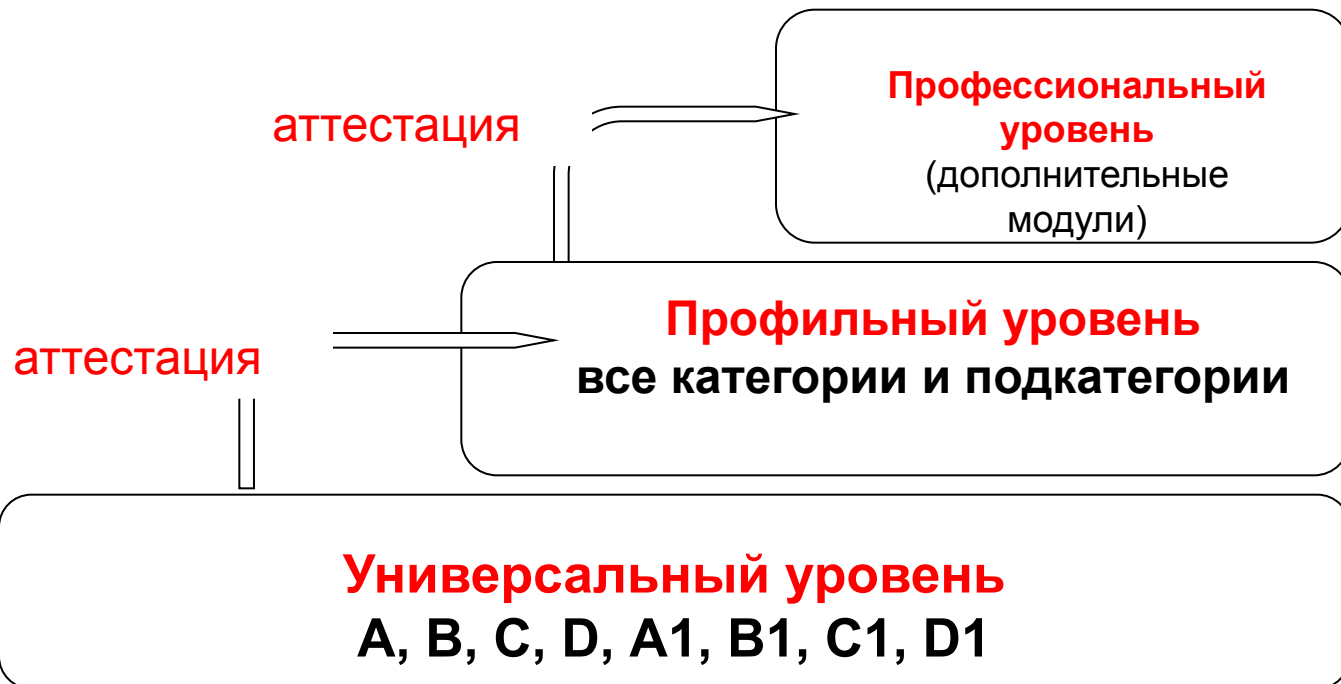 Профессиональный
уровень
(дополнительные
модули)
аттестация
Профильный уровень
все категории и подкатегории
аттестация
Универсальный уровень
A, B, C, D, A1, B1, C1, D1